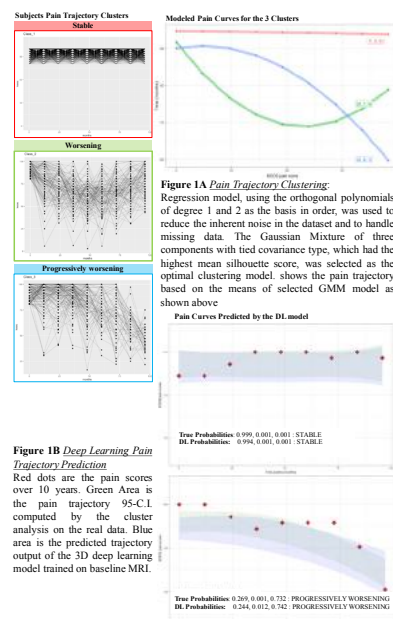 Subjects Pain Trajectory Clusters
Stable
Worsening
Progressively worsening
Modeled Pain Curves for the 3 Clusters
Figure 1A Pain Trajectory Clustering:
Regression model, using the orthogonal polynomials
of degree 1 and 2 as the basis in order, was used to
reduce the inherent noise in the dataset and to handle
missing data. The Gaussian Mixture of three
components with tied covariance type, which had the
highest mean silhouette score, was selected as the
optimal clustering model. shows the pain trajectory
based on the means of selected GMM model as
shown above
Pain Curves Predicted by the DL model
True Probabilities: 0.999, 0.001, 0.001 : STABLE
DL Probabilities: 0.994, 0.001, 0.001 : STABLE
Figure 1B Deep Learning Pain
Trajectory Prediction
Red dots are the pain scores
over 10 years. Green Area is
the pain trajectory 95-C.I.
computed by the cluster
analysis on the real data. Blue
area is the predicted trajectory
output of the 3D deep learning
model trained on baseline MRI.
True Probabilities: 0.269, 0.001, 0.732 : PROGRESSIVELY WORSENING
DL Probabilities: 0.244, 0.012, 0.742 : PROGRESSIVELY WORSENING